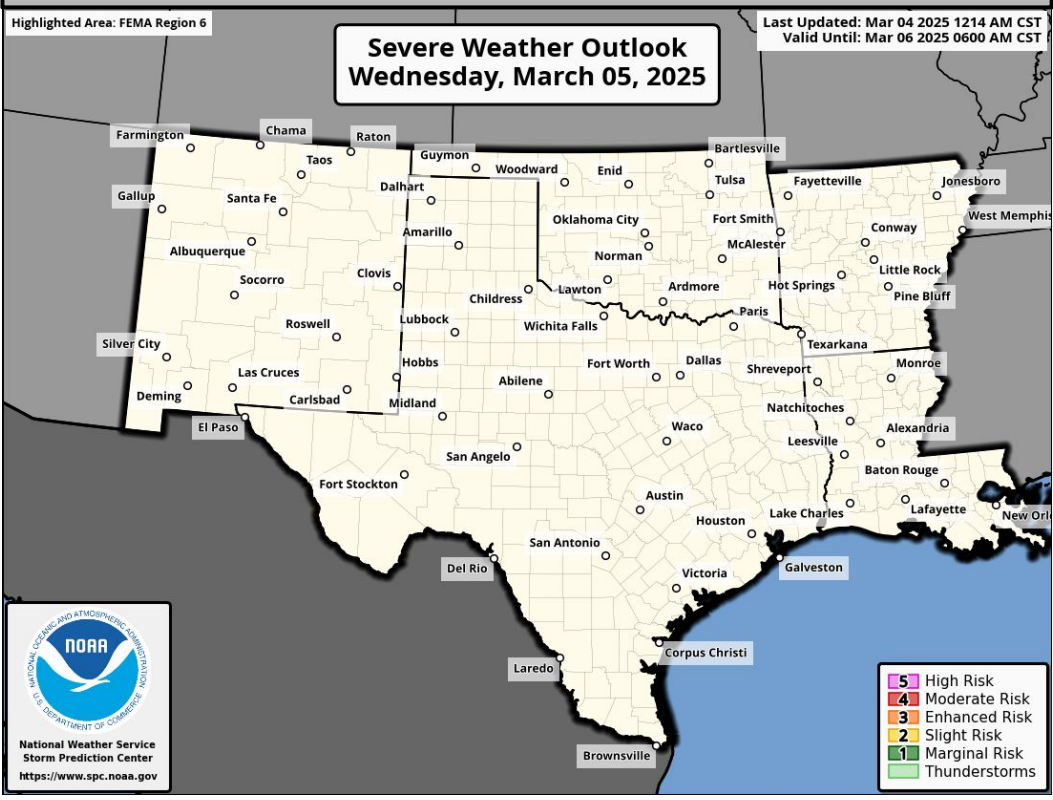 Highlighted Area: FEMA Region 6
Last Updated: Mar 04 2025 1214 AM CST
Valid Until: Mar 06 2025 0600 AM CST
Severe Weather Outlook
Wednesday, March 05, 2025
Farmington
Chama
Raton
Taos
Guymon
Woodward
Enid
Bartlesville
Tulsa
Fayetteville
Jonesboro
Gallup
Santa Fe
Dalhart
Albuquerque
Amarillo
Oklahoma City
Norman
Fort Smith
McAlester
Conway
West Memphis
Socorro
Clovis
Childress
Lawton
Ardmore
Hot Springs
Little Rock
Pine Bluff
Roswell
Lubbock
Wichita Falls
Paris
Texarkana
Silver City
Las Cruces
Hobbs
Abilene
Fort Worth
Dallas
Shreveport
Monroe
Deming
Carlsbad
Midland
Natchitoches
El Paso
San Angelo
Waco
Leesville
Alexandria
Fort Stockton
Austin
Baton Rouge
Houston
Lake Charles
Lafayette
New Orl
San Antonio
Del Rio
Victoria
Galveston
Laredo
Corpus Christi
Brownsville
NATIONAL OCEANIC AND ATMOSPHERIC ADMINISTRATION
NOAA
U.S. DEPARTMENT OF COMMERCE
National Weather Service
Storm Prediction Center
https://www.spc.noaa.gov
5 High Risk
4 Moderate Risk
3 Enhanced Risk
2 Slight Risk
1 Marginal Risk
Thunderstorms